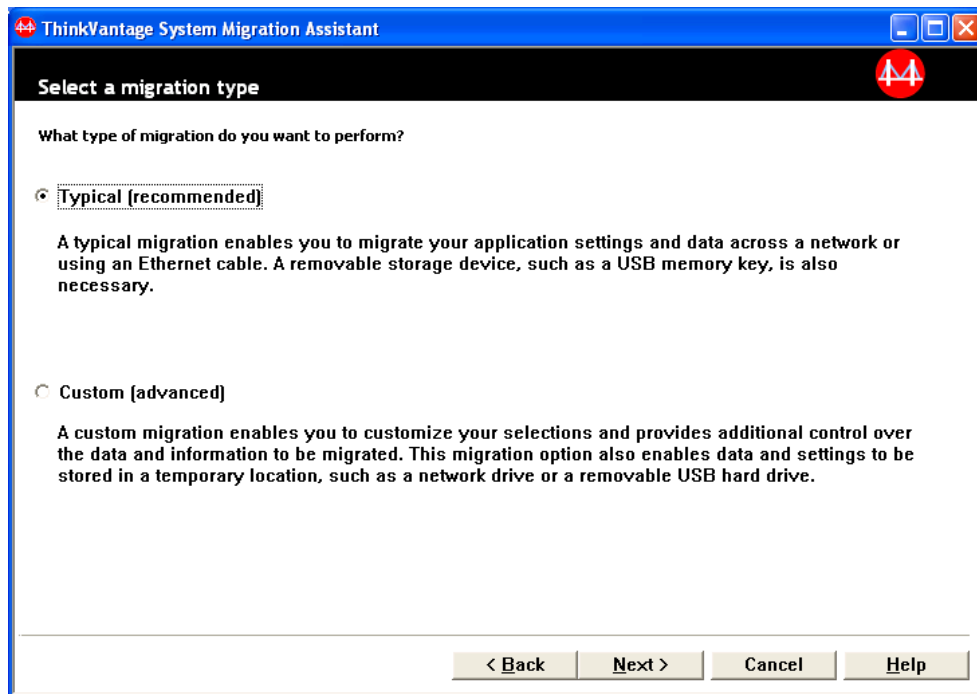 ThinkVantage System Migration Assistant
Select a migration type
What type of migration do you want to perform?
Typical (recommended)
A typical migration enables you to migrate your application settings and data across a network or
using an Ethernet cable. A removable storage device, such as a USB memory key, is also
necessary.
Custom (advanced)
A custom migration enables you to customize your selections and provides additional control over
the data and information to be migrated. This migration option also enables data and settings to be
stored in a temporary location, such as a network drive or a removable USB hard drive.
< Back Next > Cancel Help